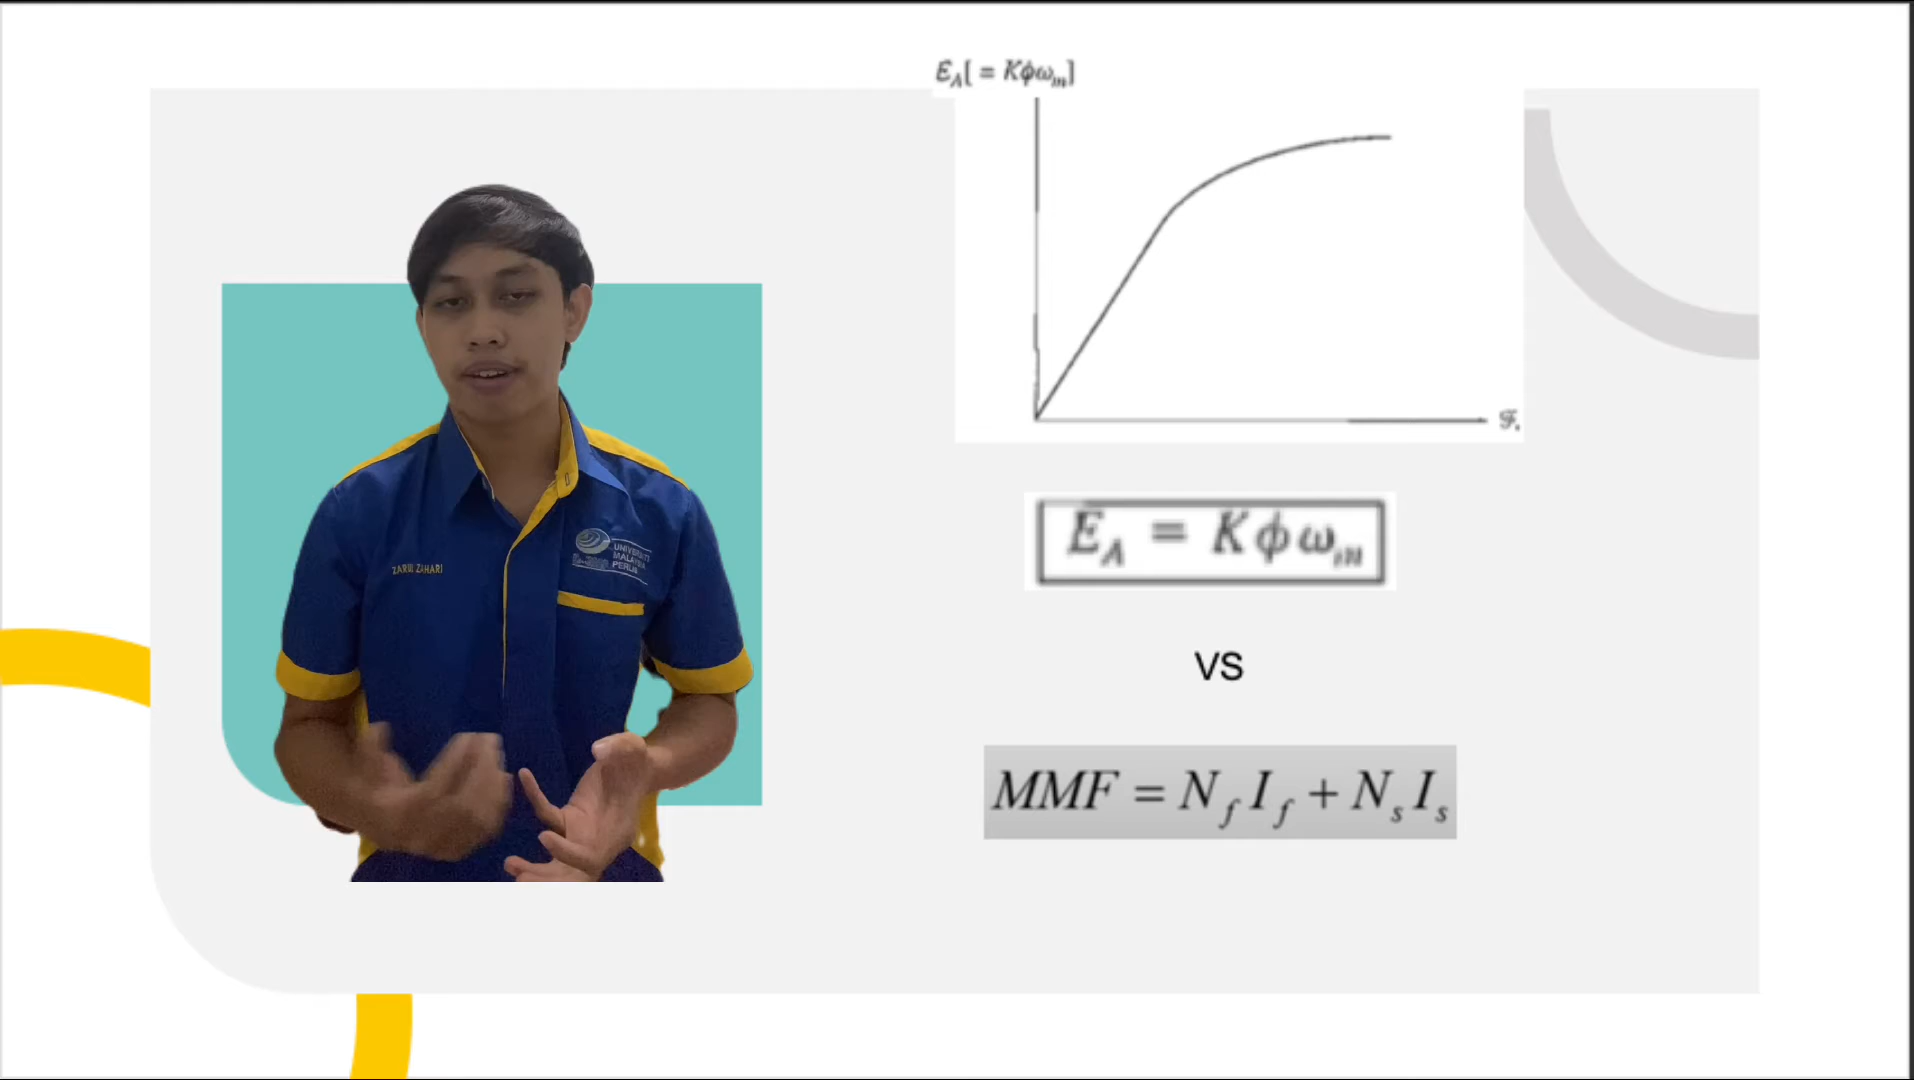 E_A[ = Kϕω_m]
ℱ.
E_A = Kϕω_m
VS
MMF = N_f I_f + N_s I_s
ZARUL ZAHARI
UNIVERSITI
MALAYSIA
PERLIS